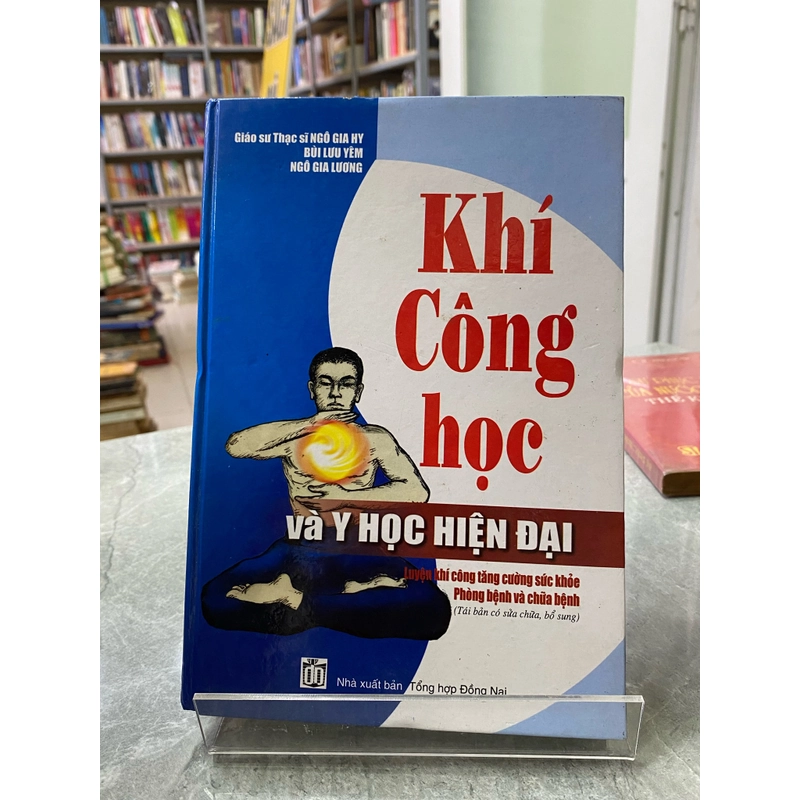 Giáo sư Thạc sĩ NGÔ GIA HY
BÙI LƯU YÊM
NGÔ GIA LƯƠNG
Khí
Công
học
và Y HỌC HIỆN ĐẠI
Luyện khí công tăng cường sức khỏe
Phòng bệnh và chữa bệnh
(Tái bản có sửa chữa, bổ sung)
Nhà xuất bản Tổng hợp Đồng Nai